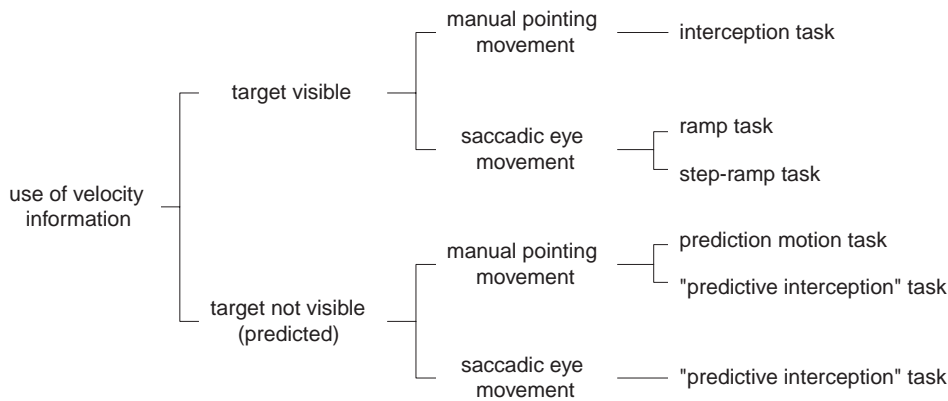 use of velocity
information
target visible
manual pointing
movement
interception task
saccadic eye
movement
ramp task
step-ramp task
target not visible
(predicted)
manual pointing
movement
prediction motion task
"predictive interception" task
saccadic eye
movement
"predictive interception" task